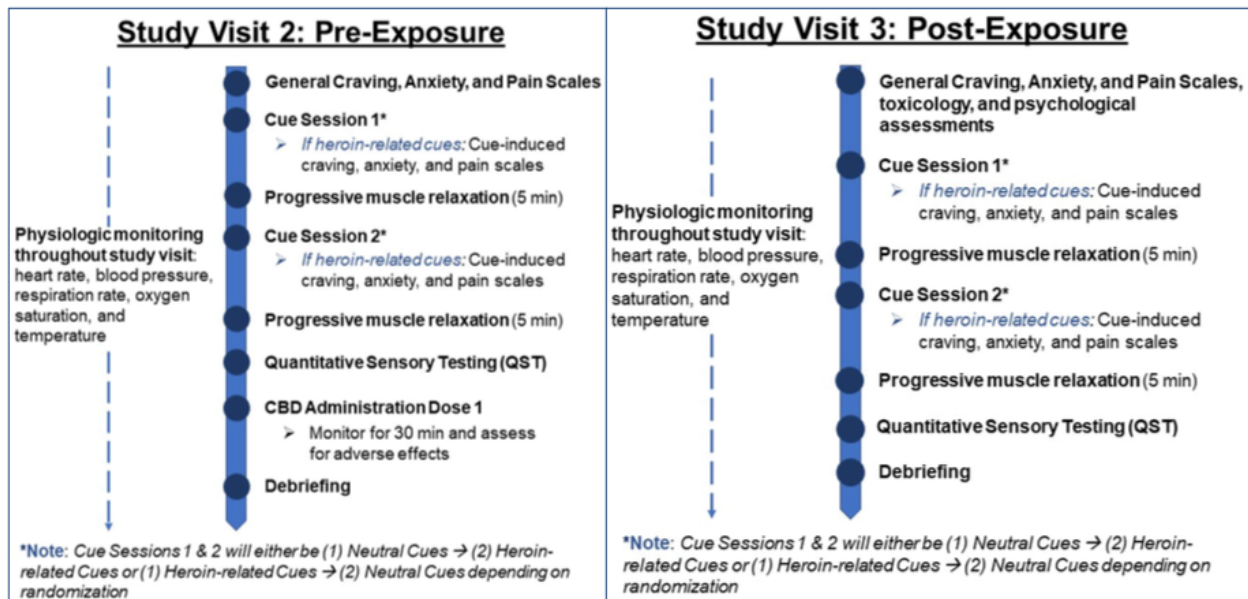 Study Visit 2: Pre-Exposure
General Craving, Anxiety, and Pain Scales
Cue Session 1*
➢ If heroin-related cues: Cue-induced
craving, anxiety, and pain scales
Progressive muscle relaxation (5 min)
Cue Session 2*
➢ If heroin-related cues: Cue-induced
craving, anxiety, and pain scales
Progressive muscle relaxation (5 min)
Quantitative Sensory Testing (QST)
CBD Administration Dose 1
➢ Monitor for 30 min and assess
for adverse effects
Debriefing
Physiologic monitoring
throughout study visit:
heart rate, blood pressure,
respiration rate, oxygen
saturation, and
temperature
*Note: Cue Sessions 1 & 2 will either be (1) Neutral Cues → (2) Heroin-
related Cues or (1) Heroin-related Cues → (2) Neutral Cues depending on
randomization
Study Visit 3: Post-Exposure
General Craving, Anxiety, and Pain Scales,
toxicology, and psychological
assessments
Cue Session 1*
➢ If heroin-related cues: Cue-induced
craving, anxiety, and pain scales
Progressive muscle relaxation (5 min)
Cue Session 2*
➢ If heroin-related cues: Cue-induced
craving, anxiety, and pain scales
Progressive muscle relaxation (5 min)
Quantitative Sensory Testing (QST)
Debriefing
Physiologic monitoring
throughout study visit:
heart rate, blood pressure,
respiration rate, oxygen
saturation, and
temperature
*Note: Cue Sessions 1 & 2 will either be (1) Neutral Cues → (2) Heroin-
related Cues or (1) Heroin-related Cues → (2) Neutral Cues depending on
randomization